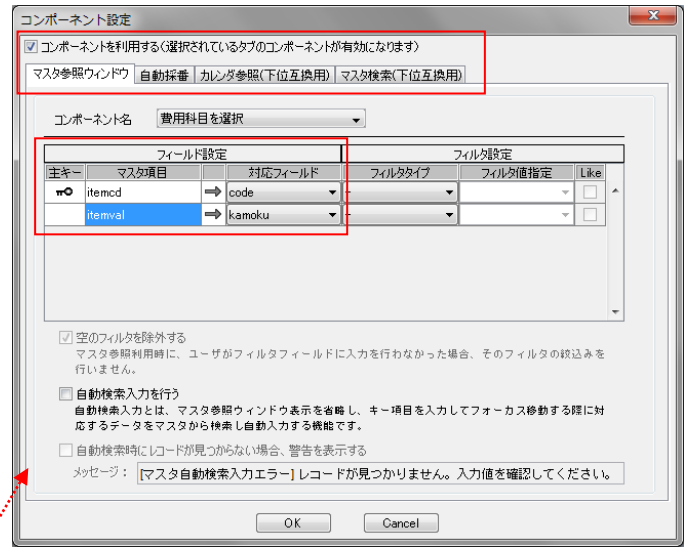 コンポーネント設定
コンポーネントを利用する(選択されているタブのコンポーネントが有効になります)
マスタ参照ウィンドウ 自動採番 カレンダ参照(下位互換用) マスタ検索(下位互換用)
コンポーネント名 費用科目を選択
フィールド設定 フィルタ設定
主キー マスタ項目 対応フィールド フィルタタイプ フィルタ値指定 Like
itemcd ⇒ code -
itemval ⇒ kamoku -
空のフィルタを除外する
マスタ参照利用時に、ユーザがフィルタフィールドに入力を行わなかった場合、そのフィルタの絞込みを
行いません。
自動検索入力を行う
自動検索入力とは、マスタ参照ウィンドウ表示を省略し、キー項目を入力してフォーカス移動する際に対
応するデータをマスタから検索し自動入力する機能です。
自動検索時にレコードが見つからない場合、警告を表示する
メッセージ： [マスタ自動検索入力エラー] レコードが見つかりません。入力値を確認してください。
OK Cancel